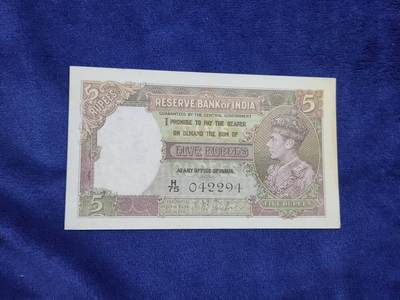 5 RESERVE BANK OF INDIA 5
RUPEES
GUARANTEED BY THE CENTRAL GOVERNMENT
I PROMISE TO PAY THE BEARER
ON DEMAND THE SUM OF
FIVE RUPEES
AT ANY OFFICE OF ISSUE.
H/75 042294
5
FIVE RUPEES